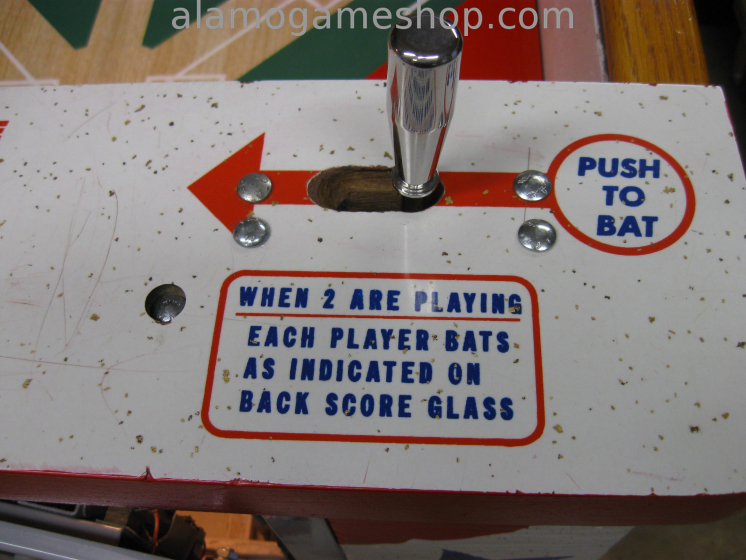 alamogameshop.com
PUSH
TO
BAT
WHEN 2 ARE PLAYING
EACH PLAYER BATS
AS INDICATED ON
BACK SCORE GLASS